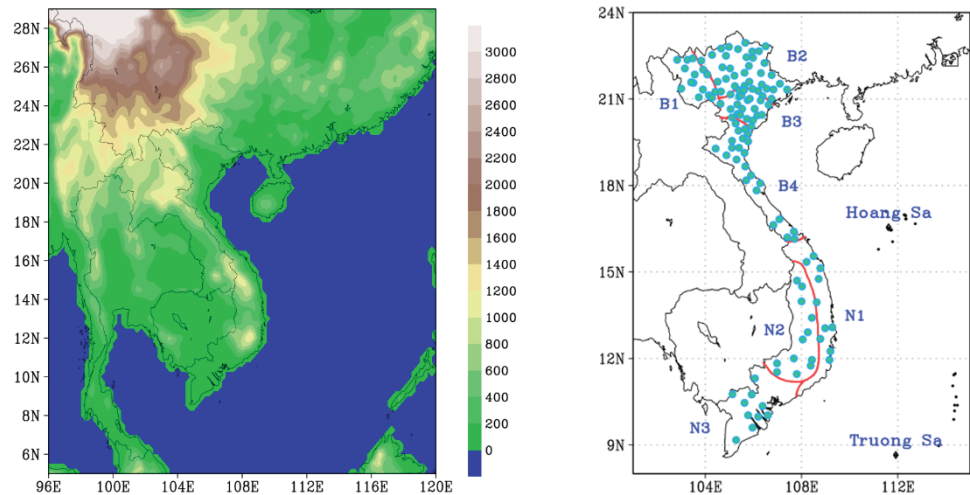 28N
26N
24N
22N
20N
18N
16N
14N
12N
10N
8N
6N
96E 100E 104E 108E 112E 116E 120E
3000
2800
2600
2400
2200
2000
1800
1600
1400
1200
1000
800
600
400
200
0
24N
21N
18N
15N
12N
9N
104E 108E 112E
B2
B1
B3
B4
Hoang Sa
N2
N1
N3
Truong Sa